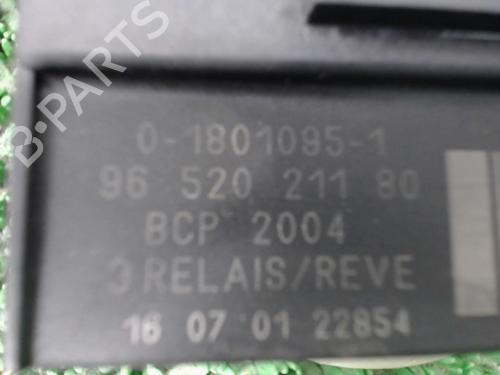 B-PARTS
0-1801095-1
96 520 211 80
BCP 2004
3 RELAIS/REVE
16 07 01 22854